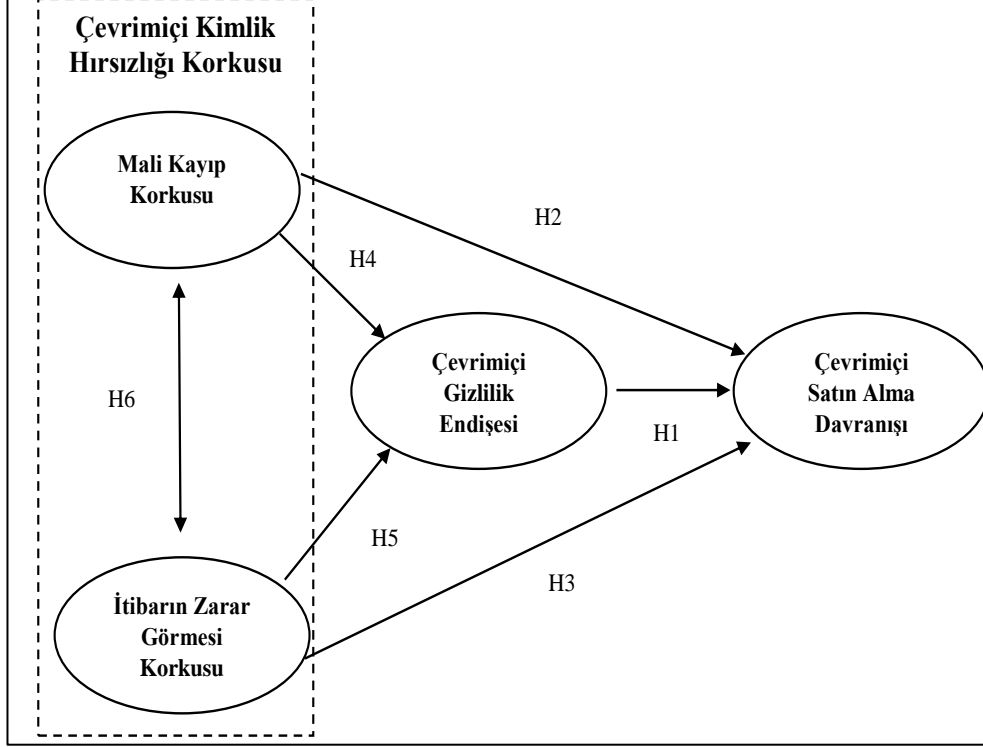 Çevrimiçi Kimlik
Hırsızlığı Korkusu
Mali Kayıp
Korkusu
H2
H4
Çevrimiçi
Gizlilik
Endişesi
Çevrimiçi
Satın Alma
Davranışı
H6
H1
H5
H3
İtibarın Zarar
Görmesi
Korkusu